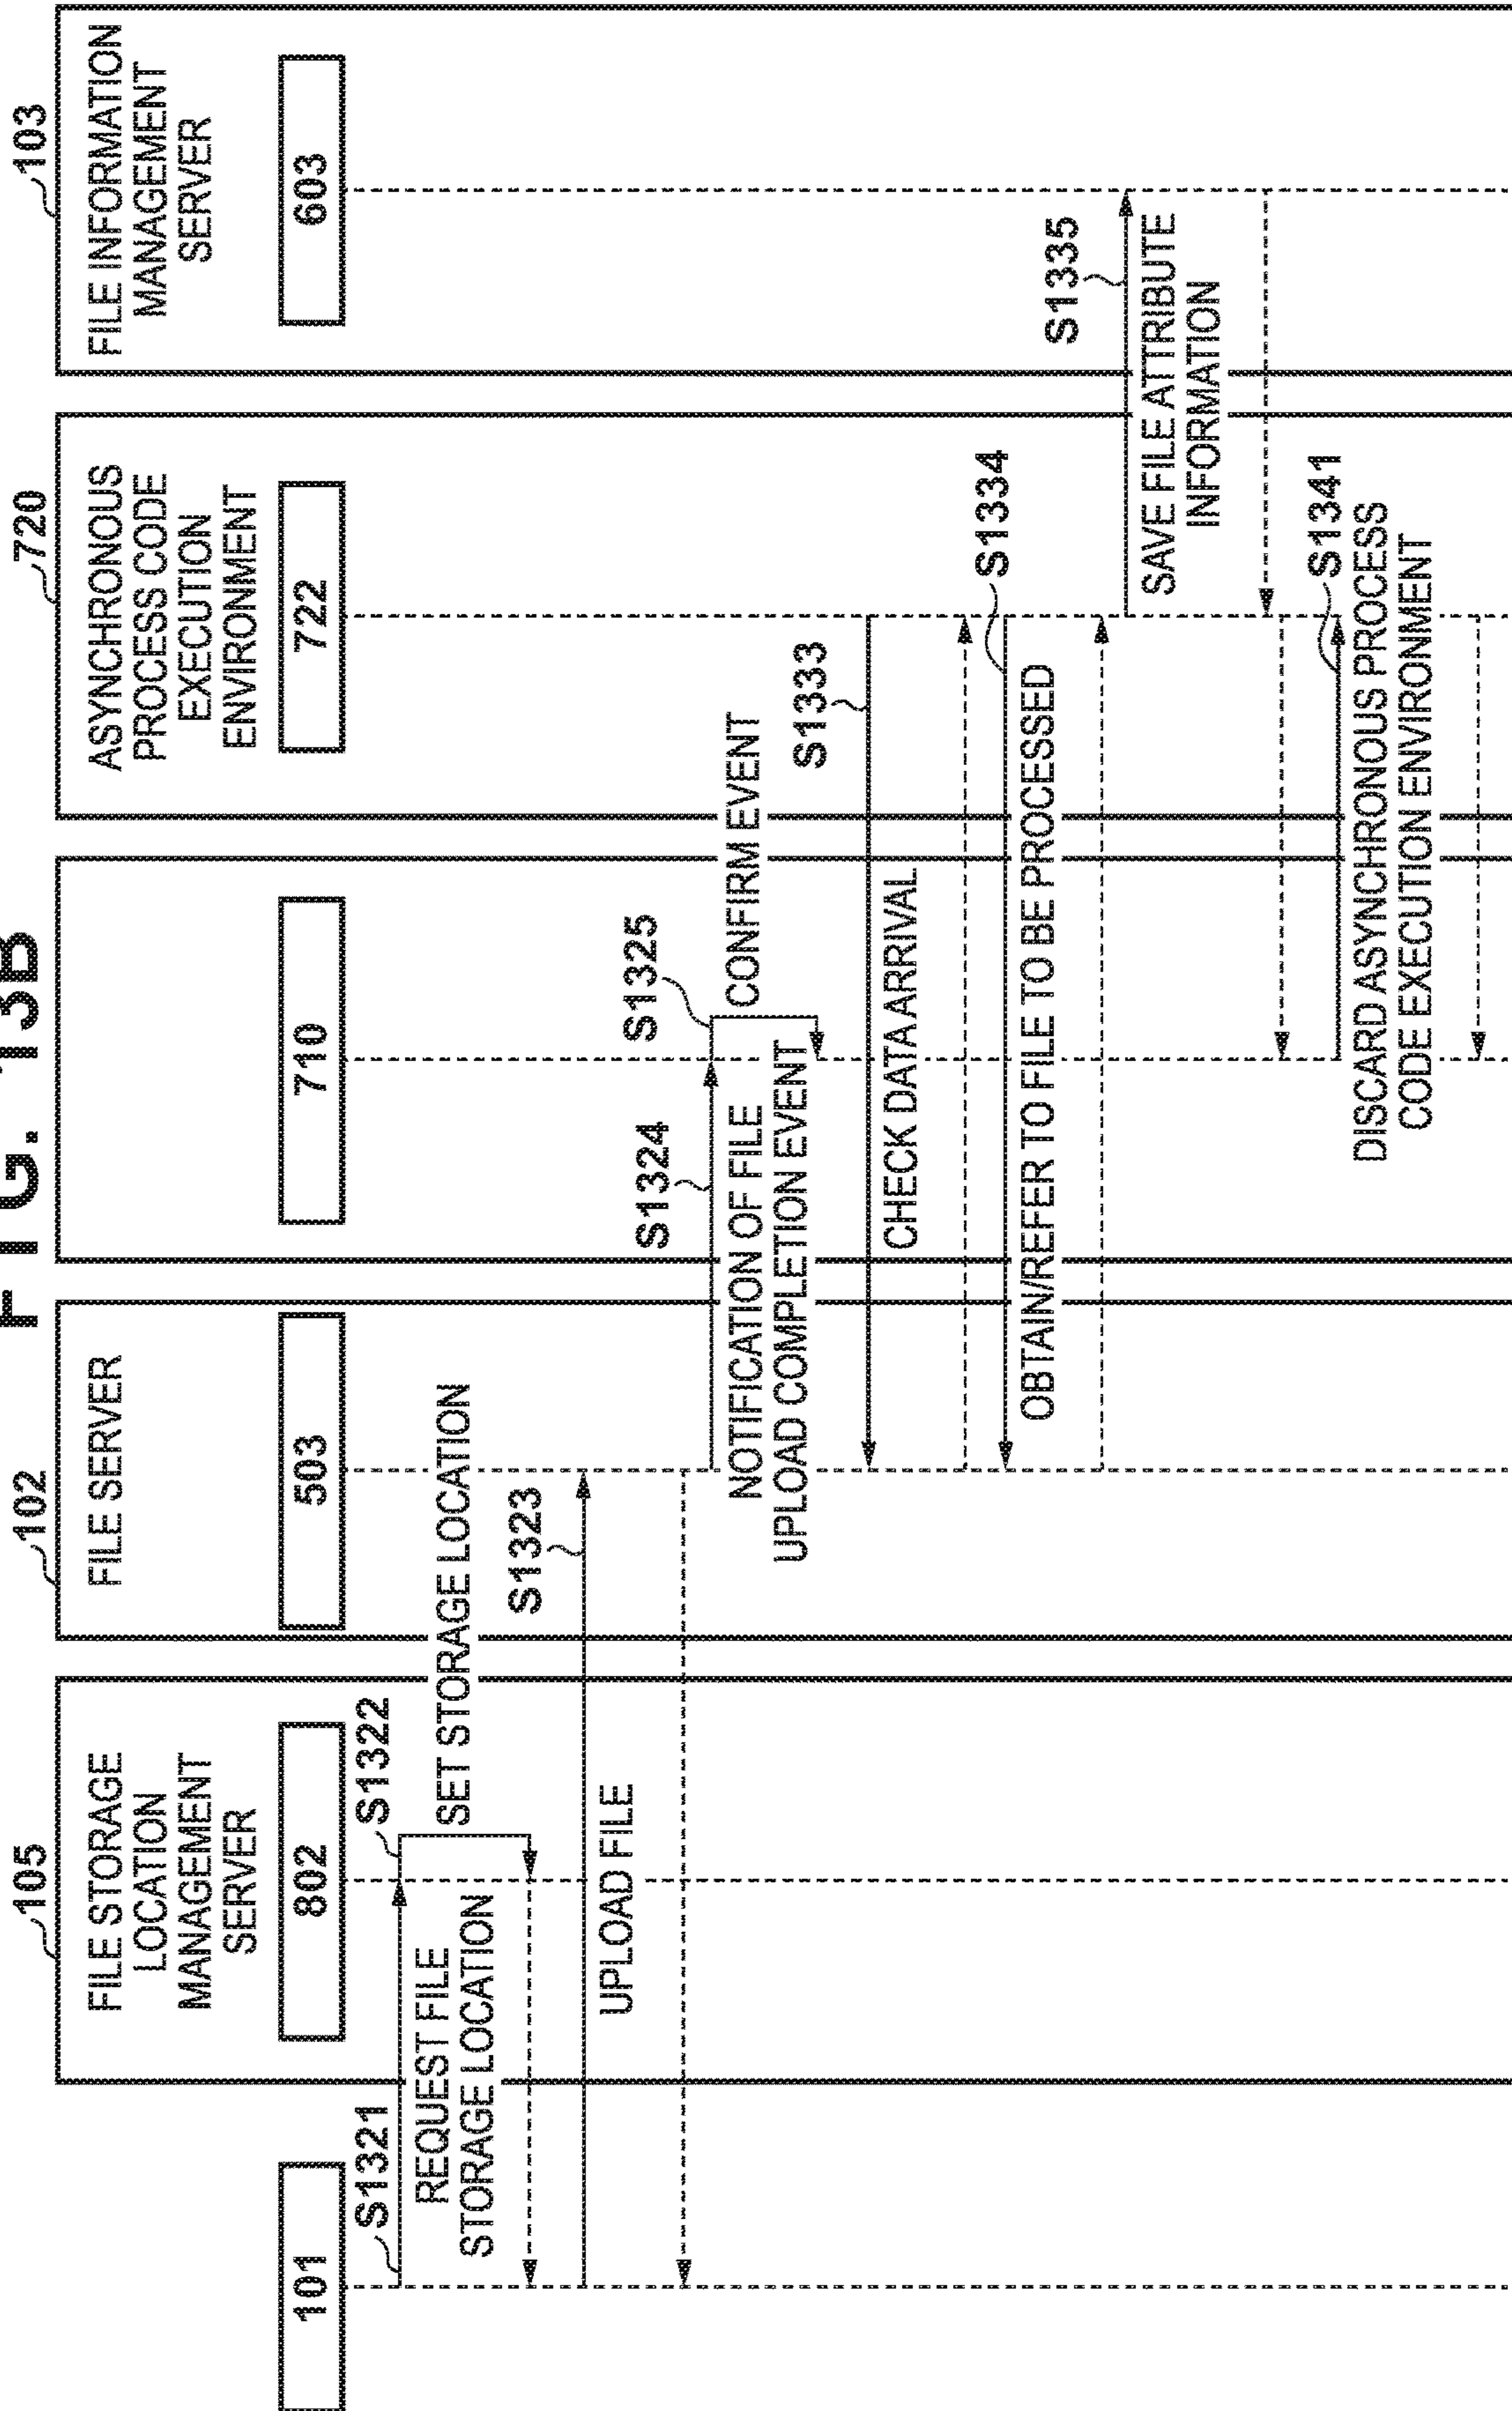 FIG. 13B
105
102
720
103
FILE STORAGE
LOCATION
MANAGEMENT
SERVER
FILE SERVER
ASYNCHRONOUS
PROCESS CODE
EXECUTION
ENVIRONMENT
FILE INFORMATION
MANAGEMENT
SERVER
101
802
503
710
722
603
S1321
REQUEST FILE
STORAGE LOCATION
S1322
SET STORAGE LOCATION
S1323
UPLOAD FILE
S1324
NOTIFICATION OF FILE
UPLOAD COMPLETION EVENT
S1325
CONFIRM EVENT
S1333
CHECK DATA ARRIVAL
S1334
OBTAIN/REFER TO FILE TO BE PROCESSED
S1335
SAVE FILE ATTRIBUTE
INFORMATION
S1341
DISCARD ASYNCHRONOUS PROCESS
CODE EXECUTION ENVIRONMENT